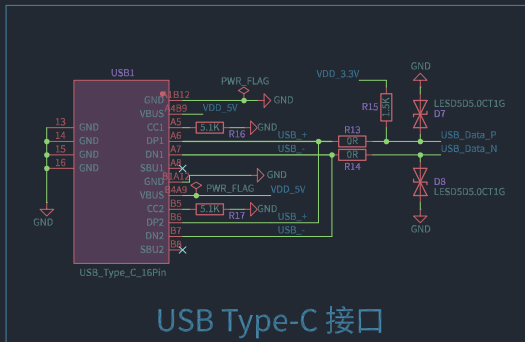 USB1
PWR_FLAG
GND
VDD_3.3V
A1B12
GND
GND
A4B9
VBUS
VDD_5V
R15
1.5K
LESD5D5.0CT1G
D7
13
GND
A5
CC1
5.1K
R16
GND
USB_+
R13
0R
USB_Data_P
14
GND
A6
DP1
15
GND
A7
DN1
USB_-
0R
R14
USB_Data_N
16
GND
A8
SBU1
B1A12
GND
GND
PWR_FLAG
VDD_5V
B4A9
VBUS
D8
LESD5D5.0CT1G
B5
CC2
5.1K
R17
GND
USB_+
B6
DP2
GND
B7
DN2
USB_-
GND
B8
SBU2
USB_Type_C_16Pin
USB Type-C 接口